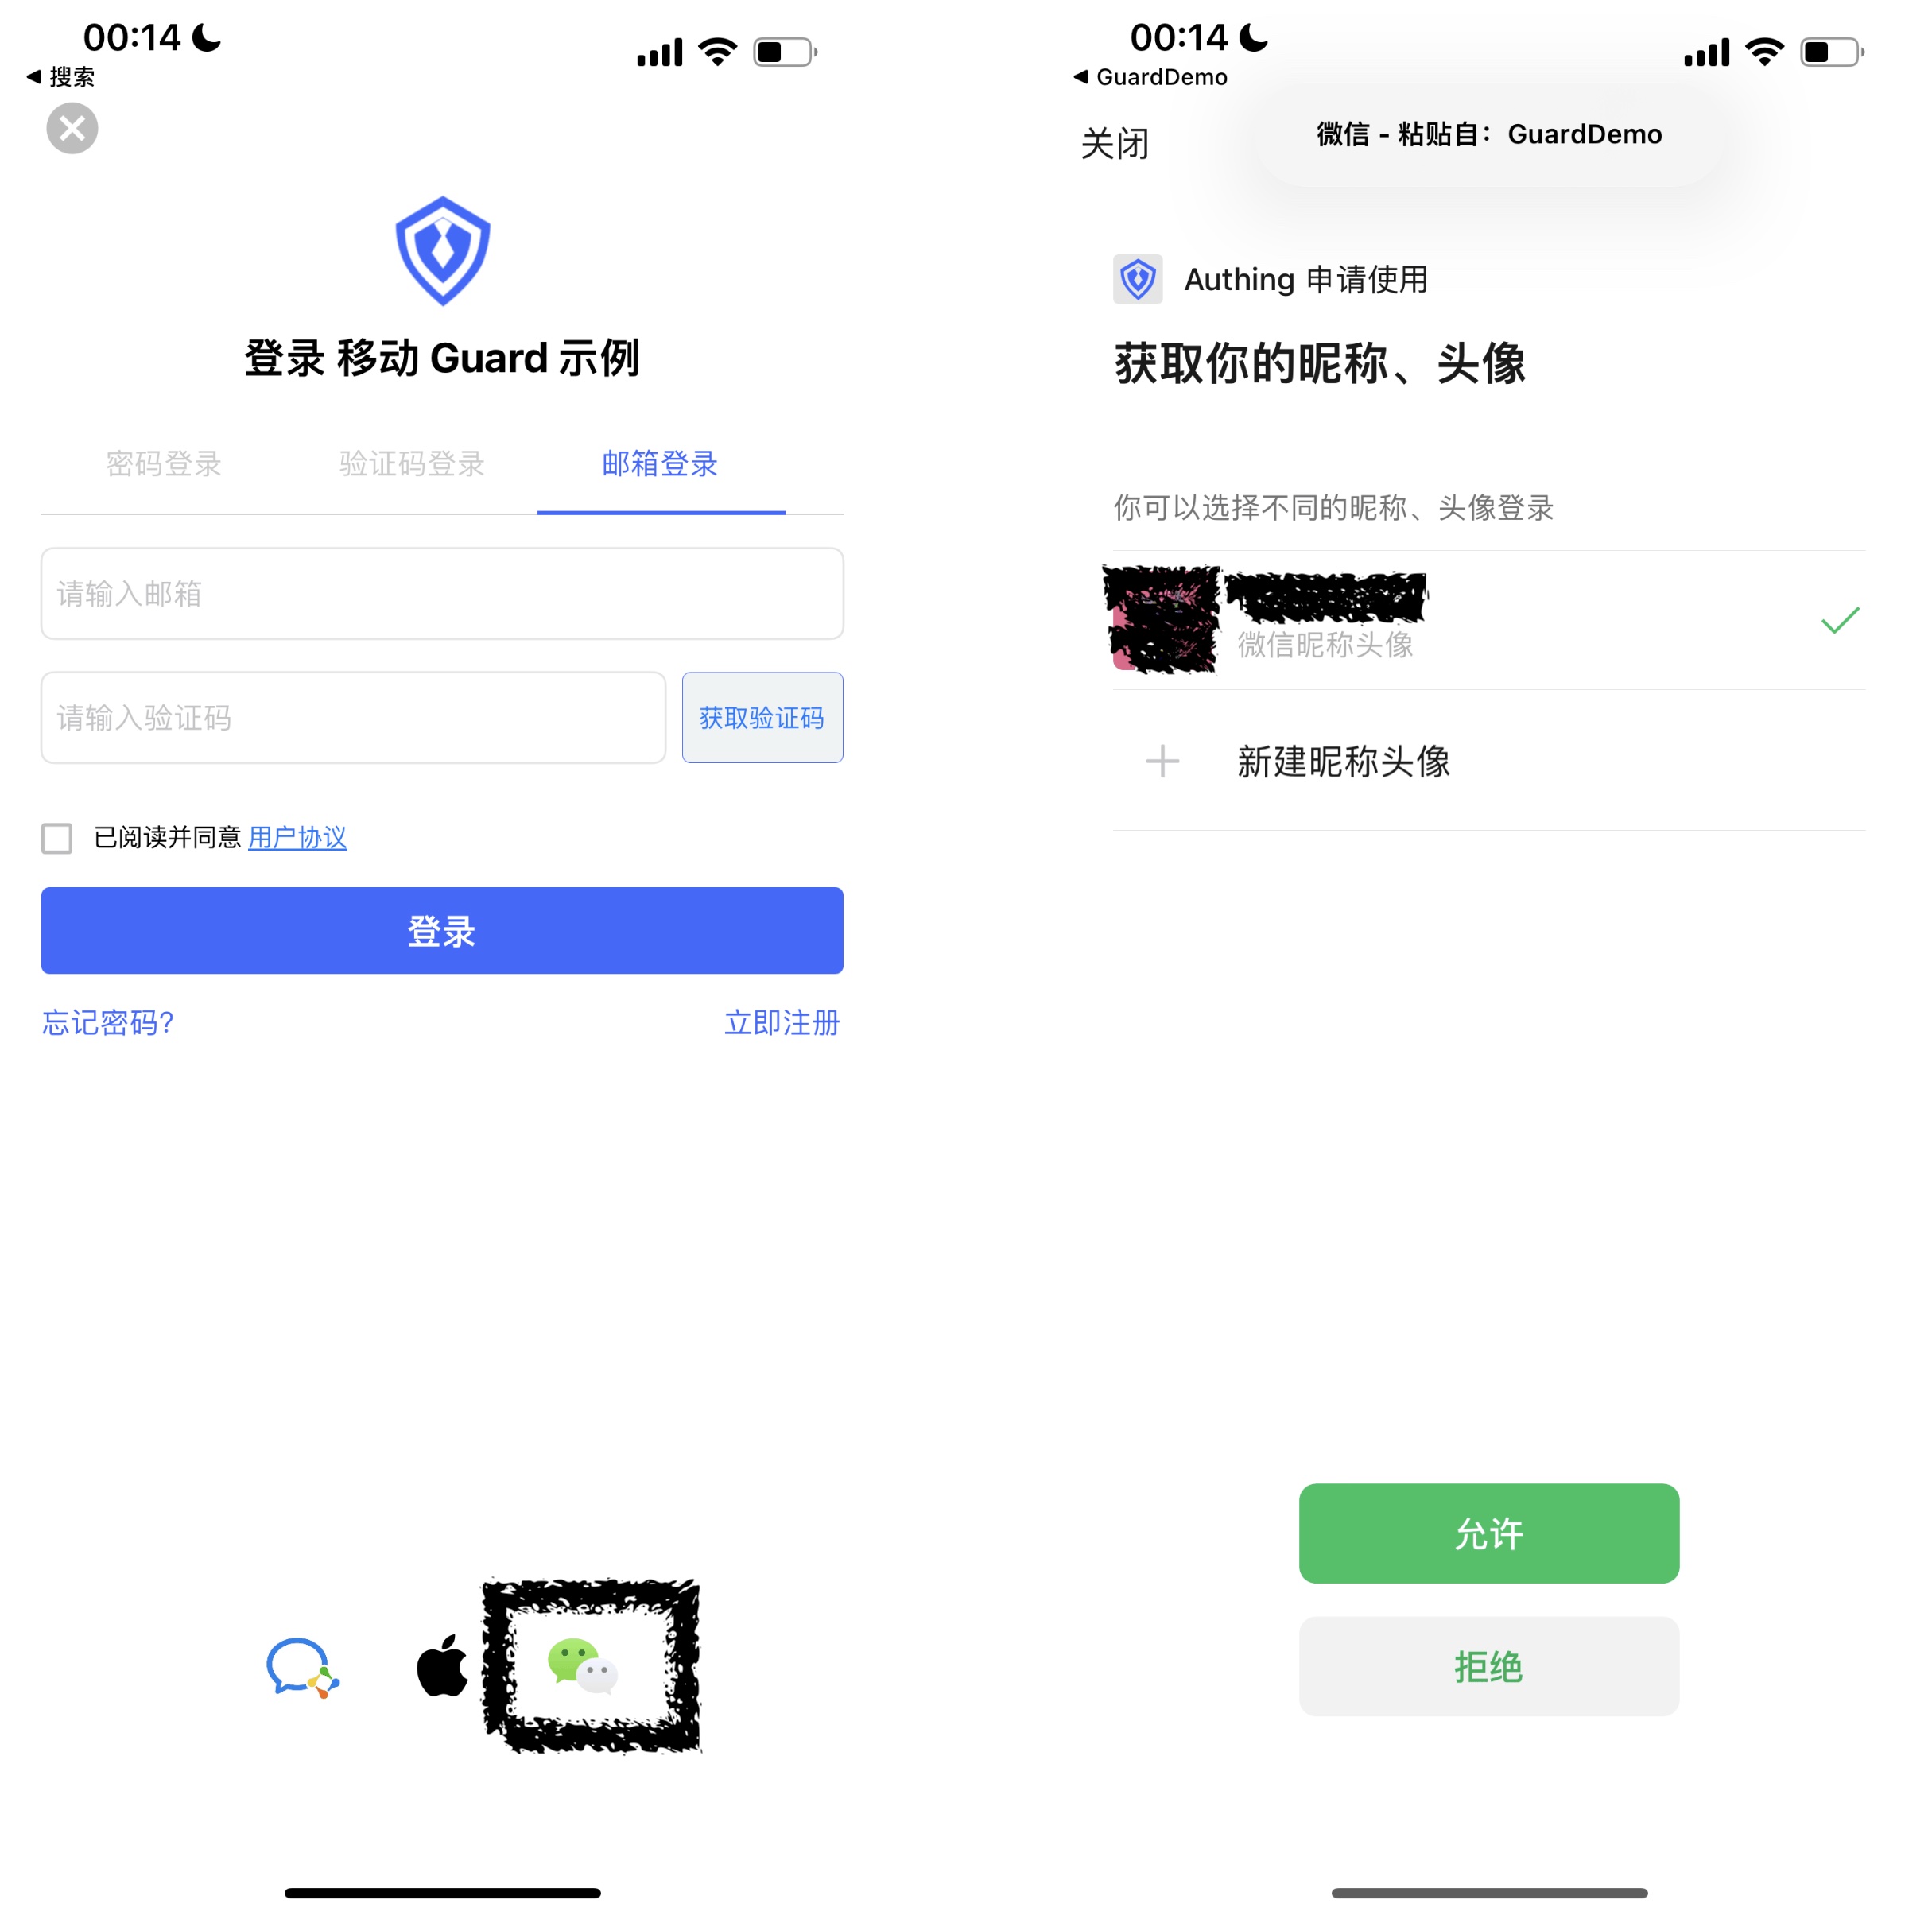 00:14
搜索
登录 移动 Guard 示例
密码登录 验证码登录 邮箱登录
请输入邮箱
请输入验证码 获取验证码
已阅读并同意 用户协议
登录
忘记密码? 立即注册
00:14
GuardDemo
关闭
微信 - 粘贴自：GuardDemo
Authing 申请使用
获取你的昵称、头像
你可以选择不同的昵称、头像登录
微信昵称头像
新建昵称头像
允许
拒绝